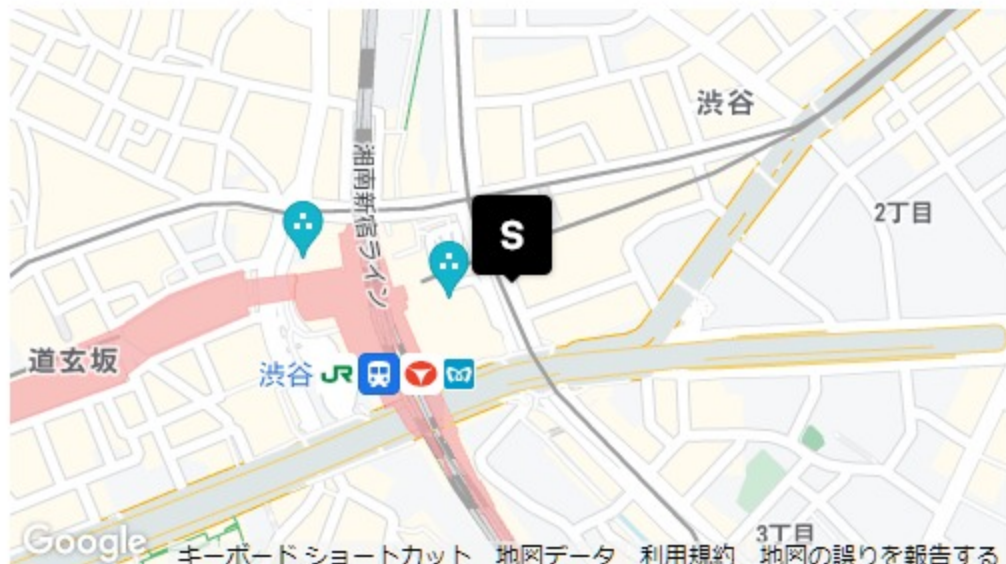 渋谷
2丁目
湘南新宿ライン
S
道玄坂
渋谷 JR
3丁目
Google
キーボード ショートカット 地図データ 利用規約 地図の誤りを報告する